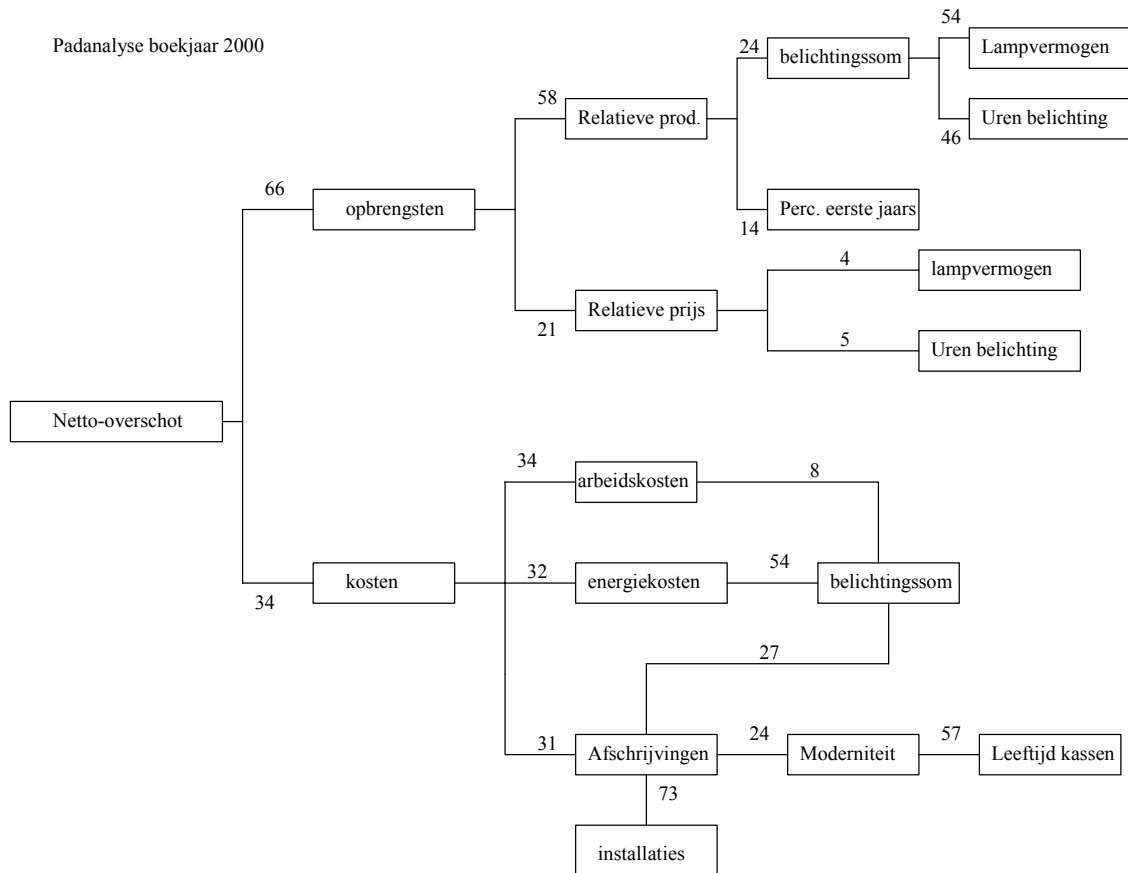 Padanalyse boekjaar 2000
54
Lampvermogen
24
belichtingssom
58
Relatieve prod.
Uren belichting
46
66
opbrengsten
Perc. eerste jaars
14
4
lampvermogen
Relatieve prijs
21
5
Uren belichting
Netto-overschot
34
arbeidskosten
8
34
kosten
32
energiekosten
54
belichtingssom
27
31
Afschrijvingen
24
Moderniteit
57
Leeftijd kassen
73
installaties